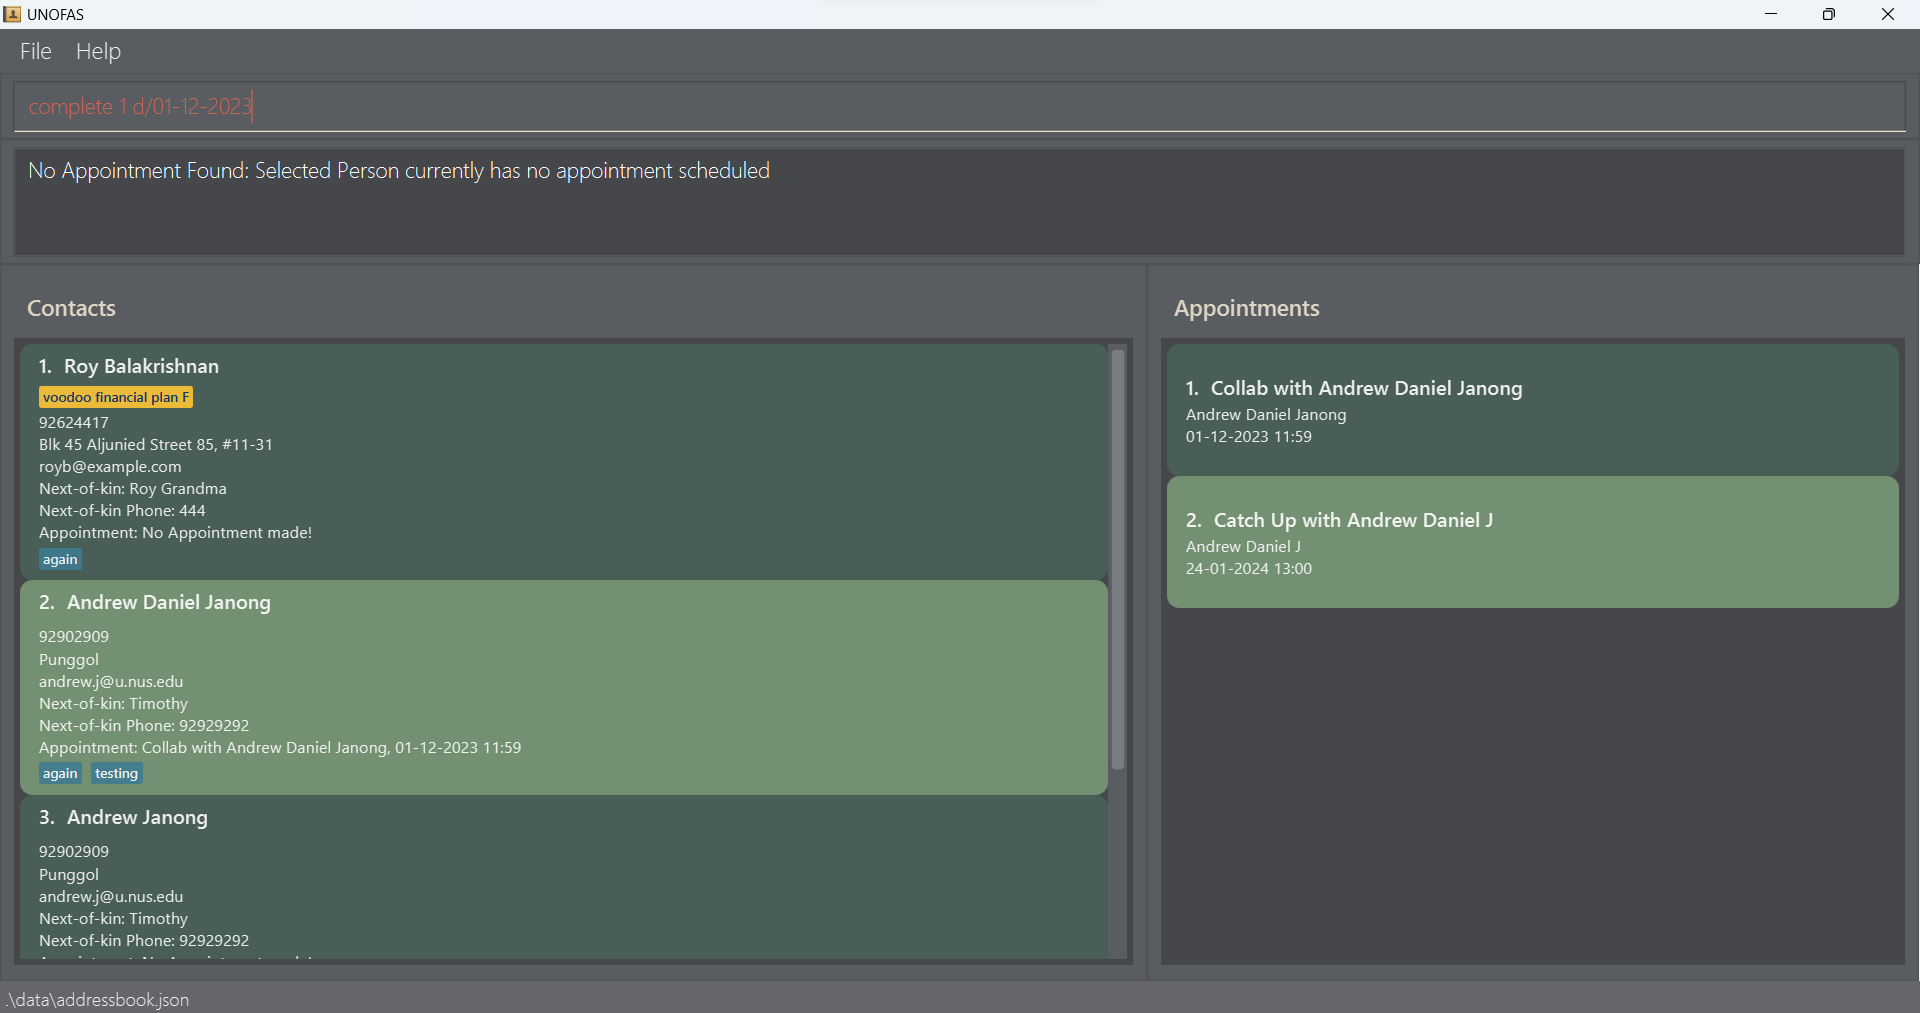 UNOFAS
File Help
complete 1 d/01-12-2023
No Appointment Found: Selected Person currently has no appointment scheduled
Contacts
1. Roy Balakrishnan
voodoo financial plan F
92624417
Blk 45 Aljunied Street 85, #11-31
royb@example.com
Next-of-kin: Roy Grandma
Next-of-kin Phone: 444
Appointment: No Appointment made!
again
2. Andrew Daniel Janong
92902909
Punggol
andrew.j@u.nus.edu
Next-of-kin: Timothy
Next-of-kin Phone: 92929292
Appointment: Collab with Andrew Daniel Janong, 01-12-2023 11:59
again testing
3. Andrew Janong
92902909
Punggol
andrew.j@u.nus.edu
Next-of-kin: Timothy
Next-of-kin Phone: 92929292
Appointments
1. Collab with Andrew Daniel Janong
Andrew Daniel Janong
01-12-2023 11:59
2. Catch Up with Andrew Daniel J
Andrew Daniel J
24-01-2024 13:00
.\data\addressbook.json